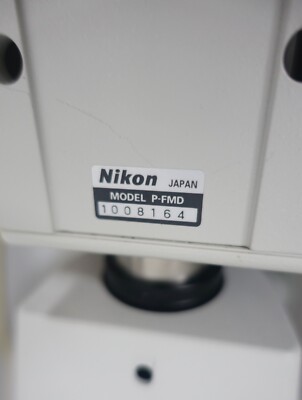 Nikon JAPAN
MODEL P-FMD
1008164